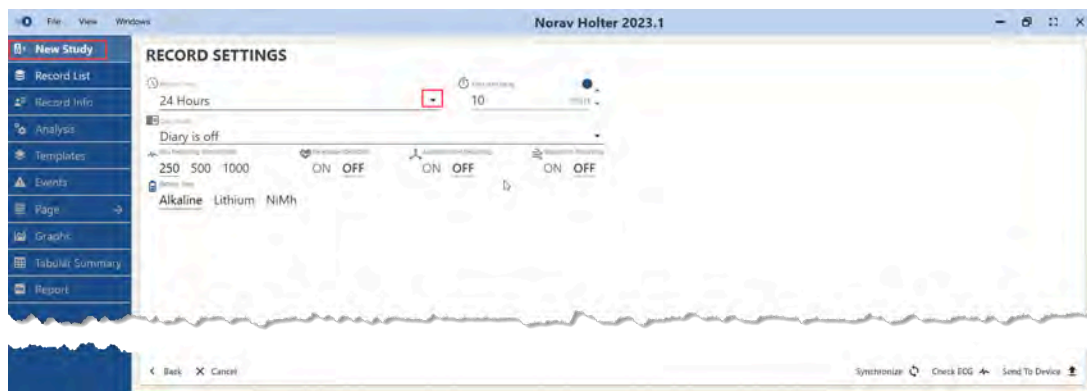 File View Windows
Norav Holter 2023.1
New Study
Record List
Record Info
Analysis
Templates
Events
Page
Graphs
Tabular Summary
Report
RECORD SETTINGS
24 Hours
10
Diary is off
250 500 1000
ON OFF
ON OFF
ON OFF
Alkaline Lithium NiMh
Back Cancel
Synchronize Check ECG Send To Device